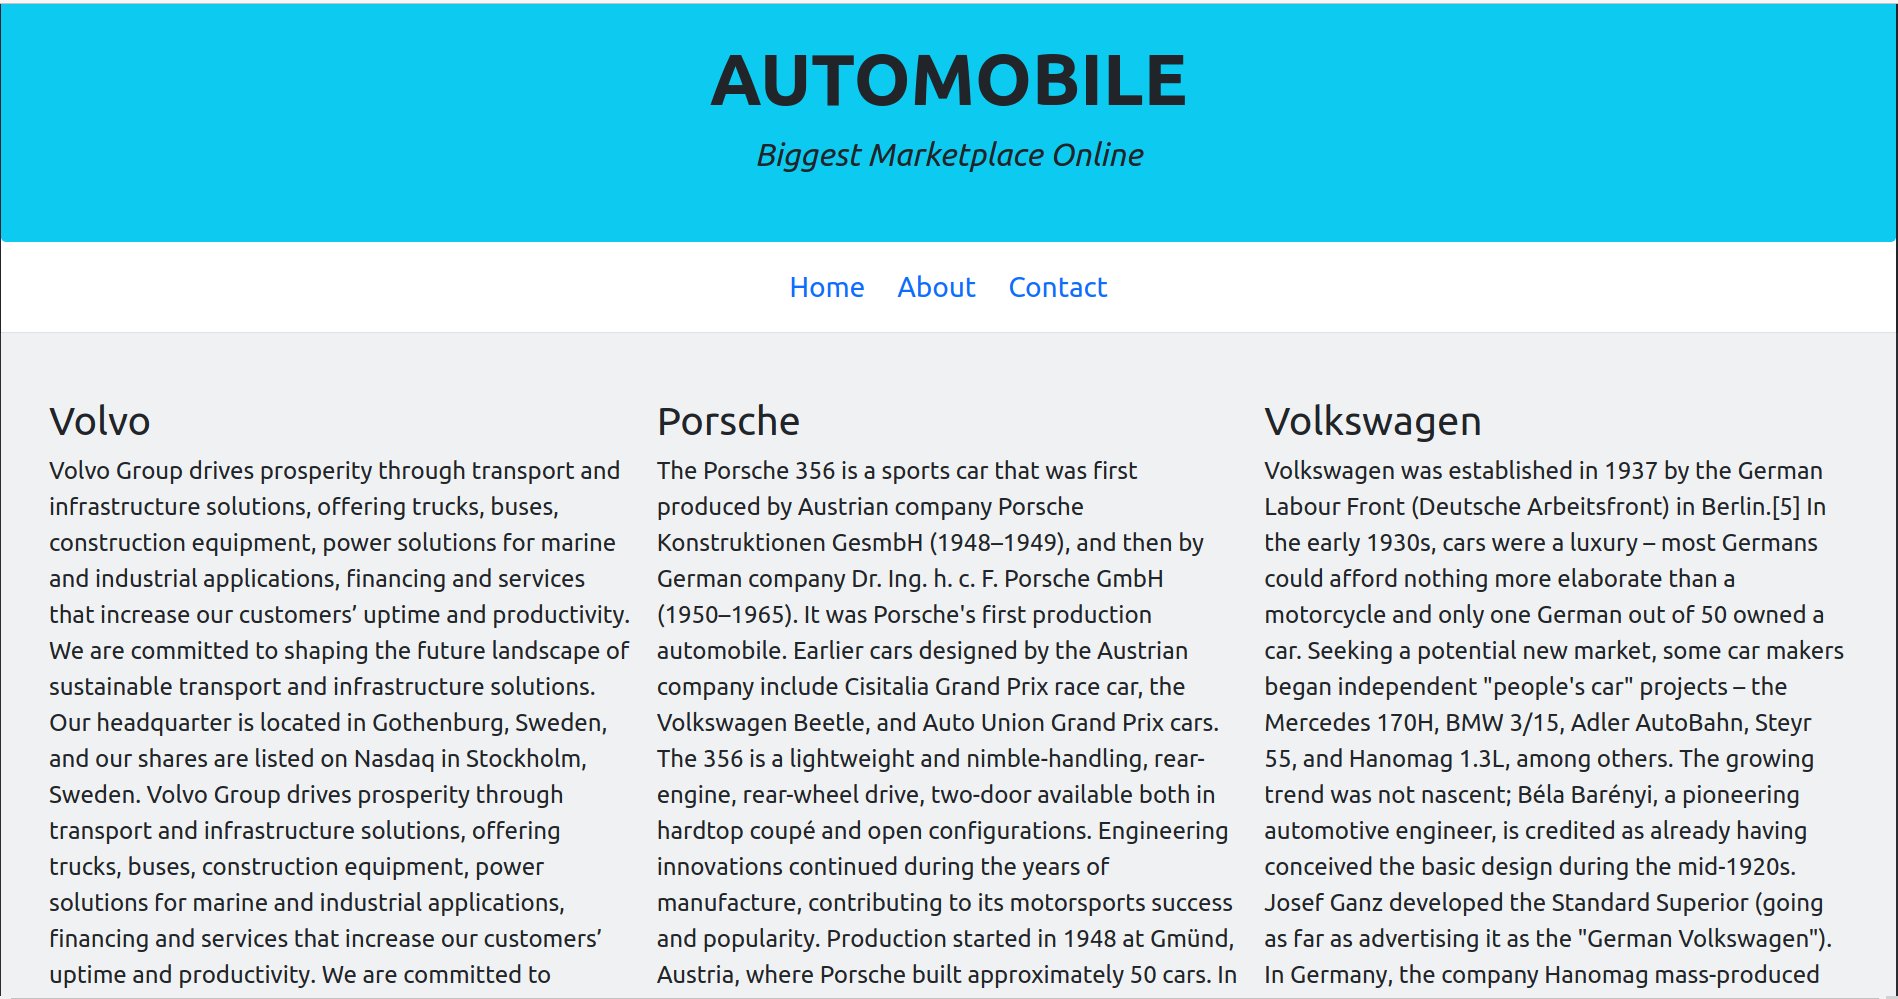 AUTOMOBILE
Biggest Marketplace Online
Home About Contact
Volvo
Volvo Group drives prosperity through transport and
infrastructure solutions, offering trucks, buses,
construction equipment, power solutions for marine
and industrial applications, financing and services
that increase our customers’ uptime and productivity.
We are committed to shaping the future landscape of
sustainable transport and infrastructure solutions.
Our headquarter is located in Gothenburg, Sweden,
and our shares are listed on Nasdaq in Stockholm,
Sweden. Volvo Group drives prosperity through
transport and infrastructure solutions, offering
trucks, buses, construction equipment, power
solutions for marine and industrial applications,
financing and services that increase our customers’
uptime and productivity. We are committed to
Porsche
The Porsche 356 is a sports car that was first
produced by Austrian company Porsche
Konstruktionen GesmbH (1948–1949), and then by
German company Dr. Ing. h. c. F. Porsche GmbH
(1950–1965). It was Porsche's first production
automobile. Earlier cars designed by the Austrian
company include Cisitalia Grand Prix race car, the
Volkswagen Beetle, and Auto Union Grand Prix cars.
The 356 is a lightweight and nimble-handling, rear-
engine, rear-wheel drive, two-door available both in
hardtop coupé and open configurations. Engineering
innovations continued during the years of
manufacture, contributing to its motorsports success
and popularity. Production started in 1948 at Gmünd,
Austria, where Porsche built approximately 50 cars. In
Volkswagen
Volkswagen was established in 1937 by the German
Labour Front (Deutsche Arbeitsfront) in Berlin.[5] In
the early 1930s, cars were a luxury – most Germans
could afford nothing more elaborate than a
motorcycle and only one German out of 50 owned a
car. Seeking a potential new market, some car makers
began independent "people's car" projects – the
Mercedes 170H, BMW 3/15, Adler AutoBahn, Steyr
55, and Hanomag 1.3L, among others. The growing
trend was not nascent; Béla Barényi, a pioneering
automotive engineer, is credited as already having
conceived the basic design during the mid-1920s.
Josef Ganz developed the Standard Superior (going
as far as advertising it as the "German Volkswagen").
In Germany, the company Hanomag mass-produced